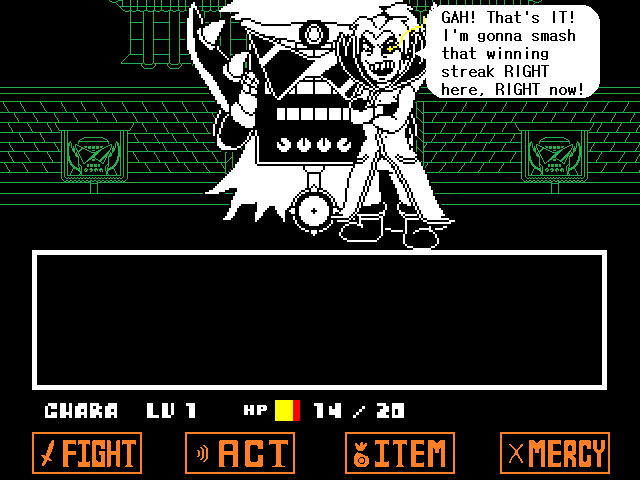 GAH! That's IT!
I'm gonna smash
that winning
streak RIGHT
here, RIGHT now!
CHARA LV 1 HP 14 / 20
FIGHT ACT ITEM MERCY